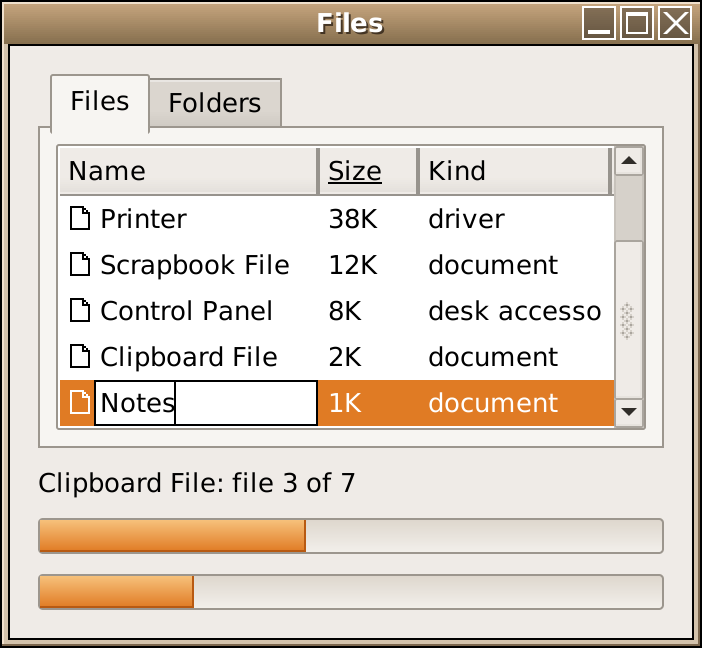 Files
Files Folders
Name Size Kind
Printer 38K driver
Scrapbook File 12K document
Control Panel 8K desk accesso
Clipboard File 2K document
Notes 1K document
Clipboard File: file 3 of 7